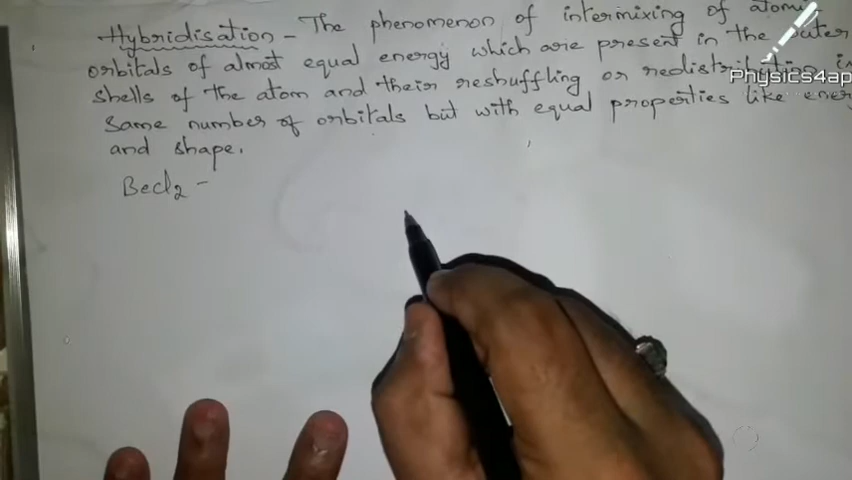 Hybridisation - The phenomenon of intermixing of atomic
orbitals of almost equal energy which are present in the outer
shells of the atom and their reshuffling or redistribution in
same number of orbitals but with equal properties like
and shape.
Becl2 -
Physics4ap